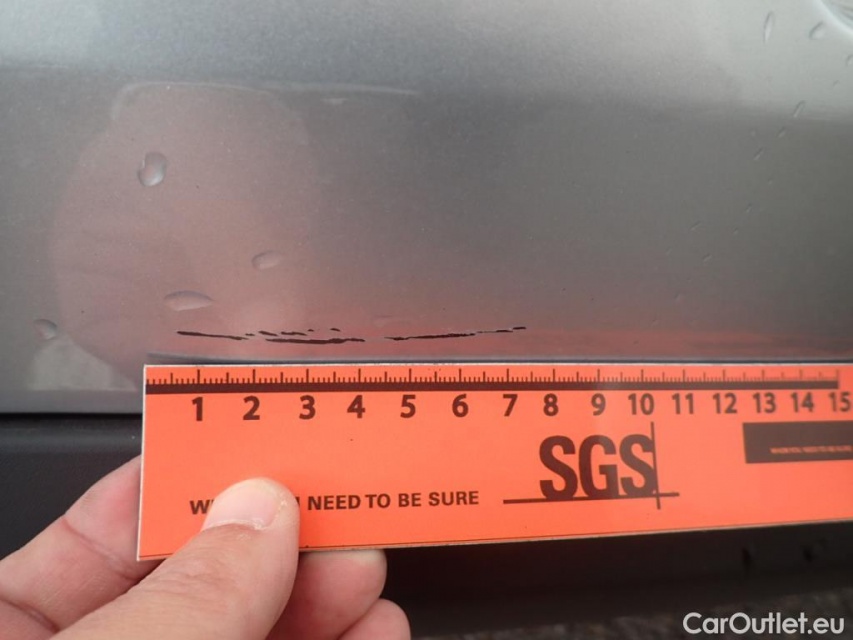 1 2 3 4 5 6 7 8 9 10 11 12 13 14 15
SGS
NEED TO BE SURE
CarOutlet.eu